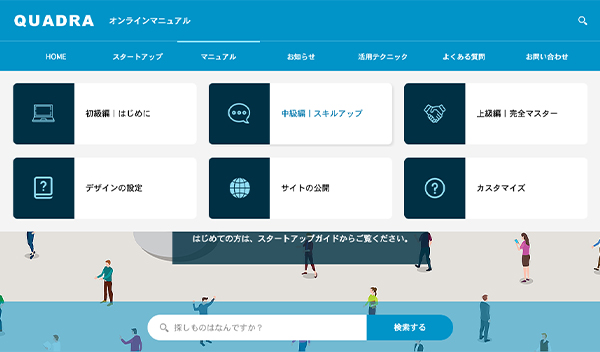 QUADRA オンラインマニュアル
HOME スタートアップ マニュアル お知らせ 活用テクニック よくある質問 お問い合わせ
初級編｜はじめに 中級編｜スキルアップ 上級編｜完全マスター
デザインの設定 サイトの公開 カスタマイズ
はじめての方は、スタートアップガイドからご覧ください。
探しものはなんですか？ 検索する